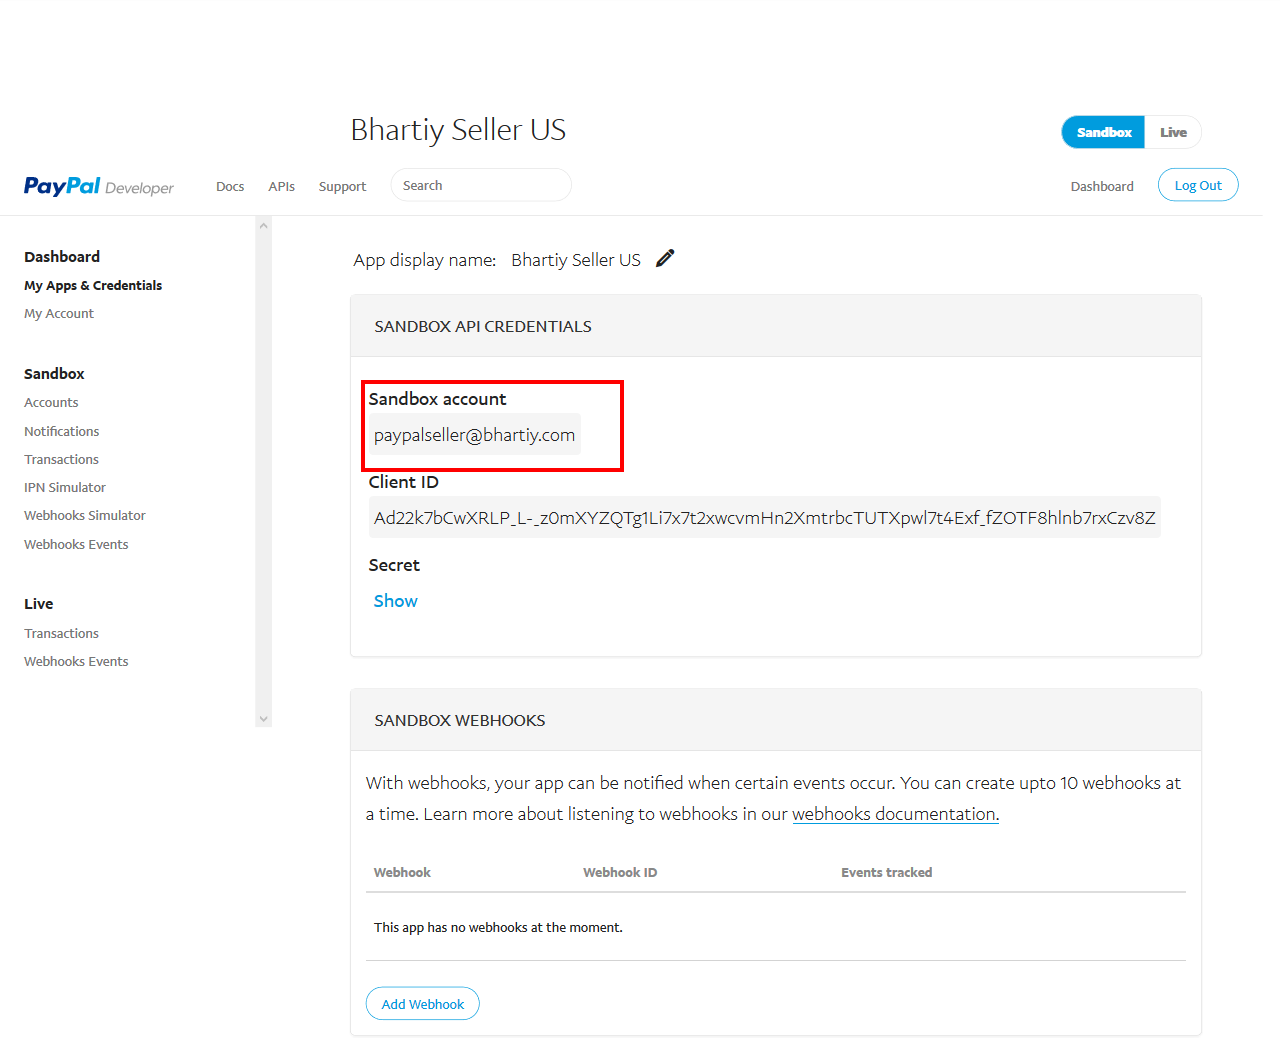 Bhartiy Seller US
Sandbox Live
PayPal Developer Docs APIs Support Search Dashboard Log Out
Dashboard
My Apps & Credentials
My Account
Sandbox
Accounts
Notifications
Transactions
IPN Simulator
Webhooks Simulator
Webhooks Events
Live
Transactions
Webhooks Events
App display name: Bhartiy Seller US
SANDBOX API CREDENTIALS
Sandbox account
paypalseller@bhartiy.com
Client ID
Ad22k7bCwXRLP_L-_z0mXYZQTg1Li7x7t2xwcvmHn2XmtrbcTUTXpwl7t4Exf_fZOTF8hlnb7rxCzv8Z
Secret
Show
SANDBOX WEBHOOKS
With webhooks, your app can be notified when certain events occur. You can create upto 10 webhooks at
a time. Learn more about listening to webhooks in our webhooks documentation.
Webhook Webhook ID Events tracked
This app has no webhooks at the moment.
Add Webhook